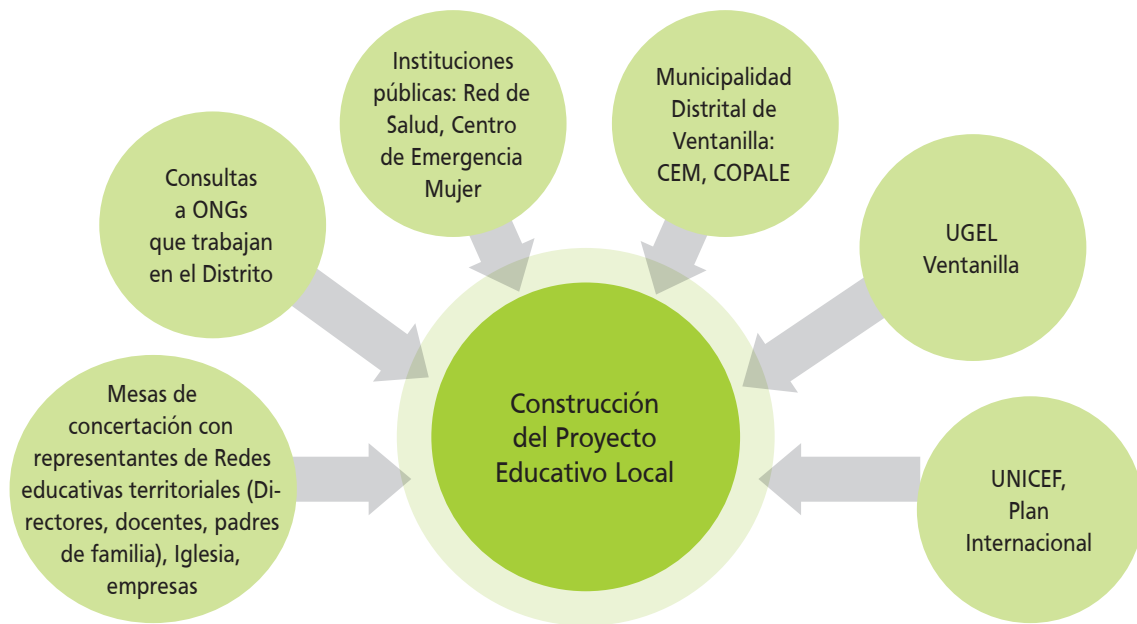 Instituciones
públicas: Red de
Salud, Centro
de Emergencia
Mujer
Municipalidad
Distrital de
Ventanilla:
CEM, COPALE
Consultas
a ONGs
que trabajan
en el Distrito
UGEL
Ventanilla
Mesas de
concertación con
representantes de Redes
educativas territoriales (Di-
rectores, docentes, padres
de familia), Iglesia,
empresas
Construcción
del Proyecto
Educativo Local
UNICEF,
Plan
Internacional